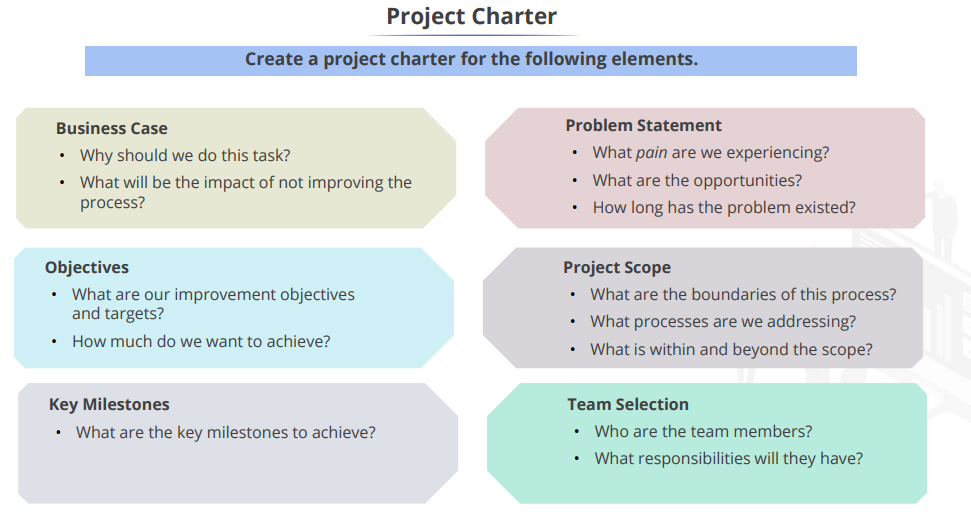 Project Charter
Create a project charter for the following elements.
Business Case
• Why should we do this task?
• What will be the impact of not improving the
process?
Problem Statement
• What pain are we experiencing?
• What are the opportunities?
• How long has the problem existed?
Objectives
• What are our improvement objectives
and targets?
• How much do we want to achieve?
Project Scope
• What are the boundaries of this process?
• What processes are we addressing?
• What is within and beyond the scope?
Key Milestones
• What are the key milestones to achieve?
Team Selection
• Who are the team members?
• What responsibilities will they have?